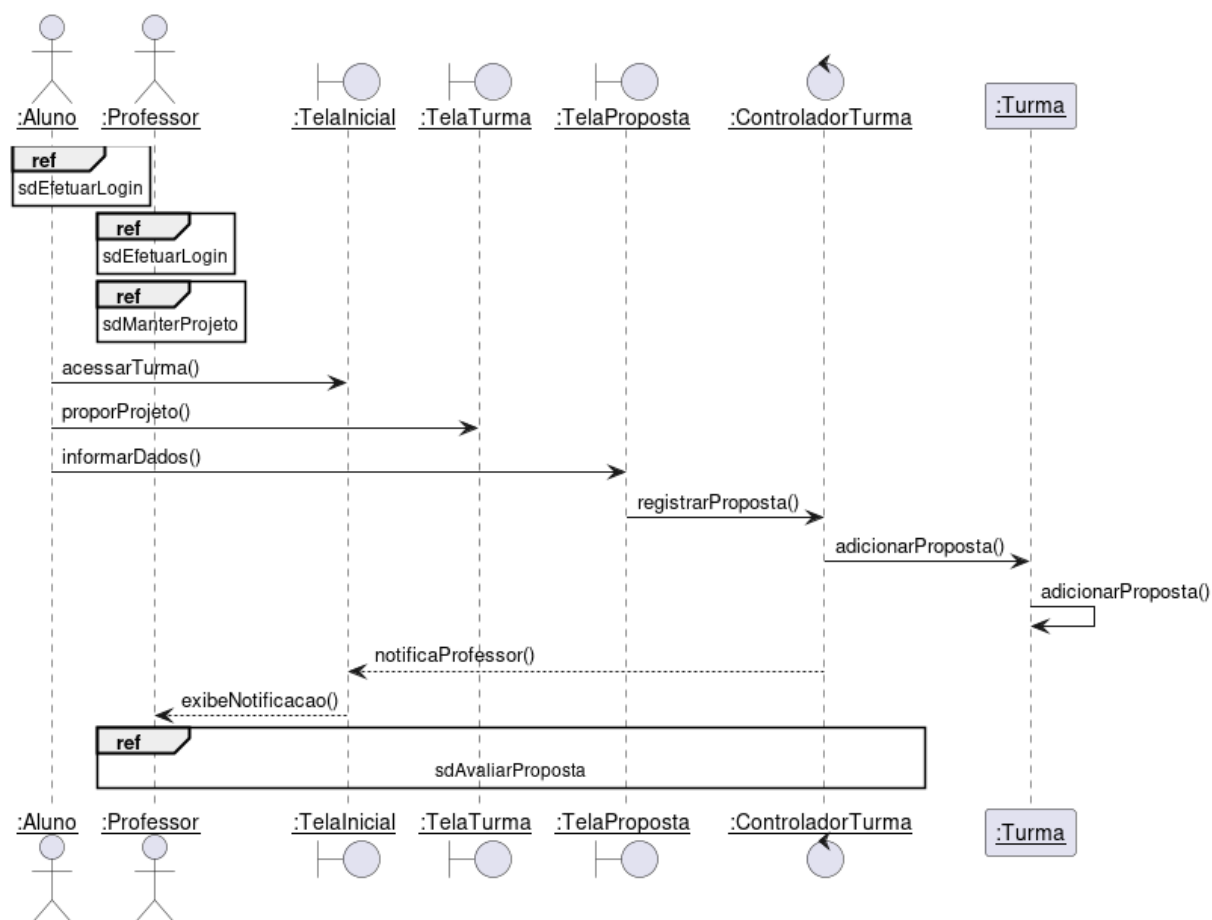 :Aluno :Professor :TelaInicial :TelaTurma :TelaProposta :ControladorTurma :Turma
ref
sdEfetuarLogin
ref
sdEfetuarLogin
ref
sdManterProjeto
acessarTurma()
proporProjeto()
informarDados()
registrarProposta()
adicionarProposta()
adicionarProposta()
notificaProfessor()
exibeNotificacao()
ref
sdAvaliarProposta
:Aluno :Professor :TelaInicial :TelaTurma :TelaProposta :ControladorTurma :Turma